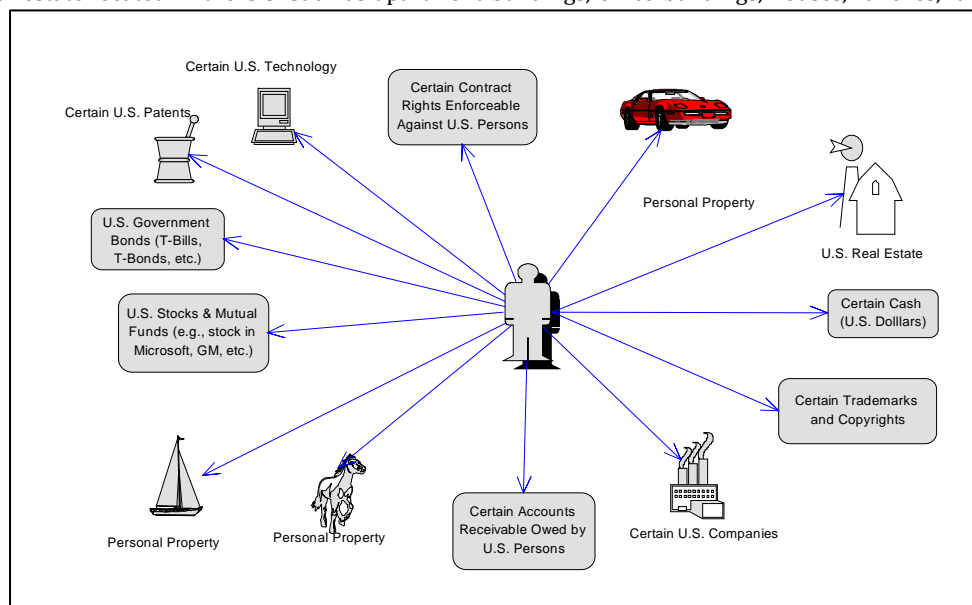 Certain U.S. Technology
Certain Contract
Rights Enforceable
Against U.S. Persons
Certain U.S. Patents
Personal Property
U.S. Government
Bonds (T-Bills,
T-Bonds, etc.)
U.S. Real Estate
U.S. Stocks & Mutual
Funds (e.g., stock in
Microsoft, GM, etc.)
Certain Cash
(U.S. Dolllars)
Certain Trademarks
and Copyrights
Personal Property
Personal Property
Certain Accounts
Receivable Owed by
U.S. Persons
Certain U.S. Companies